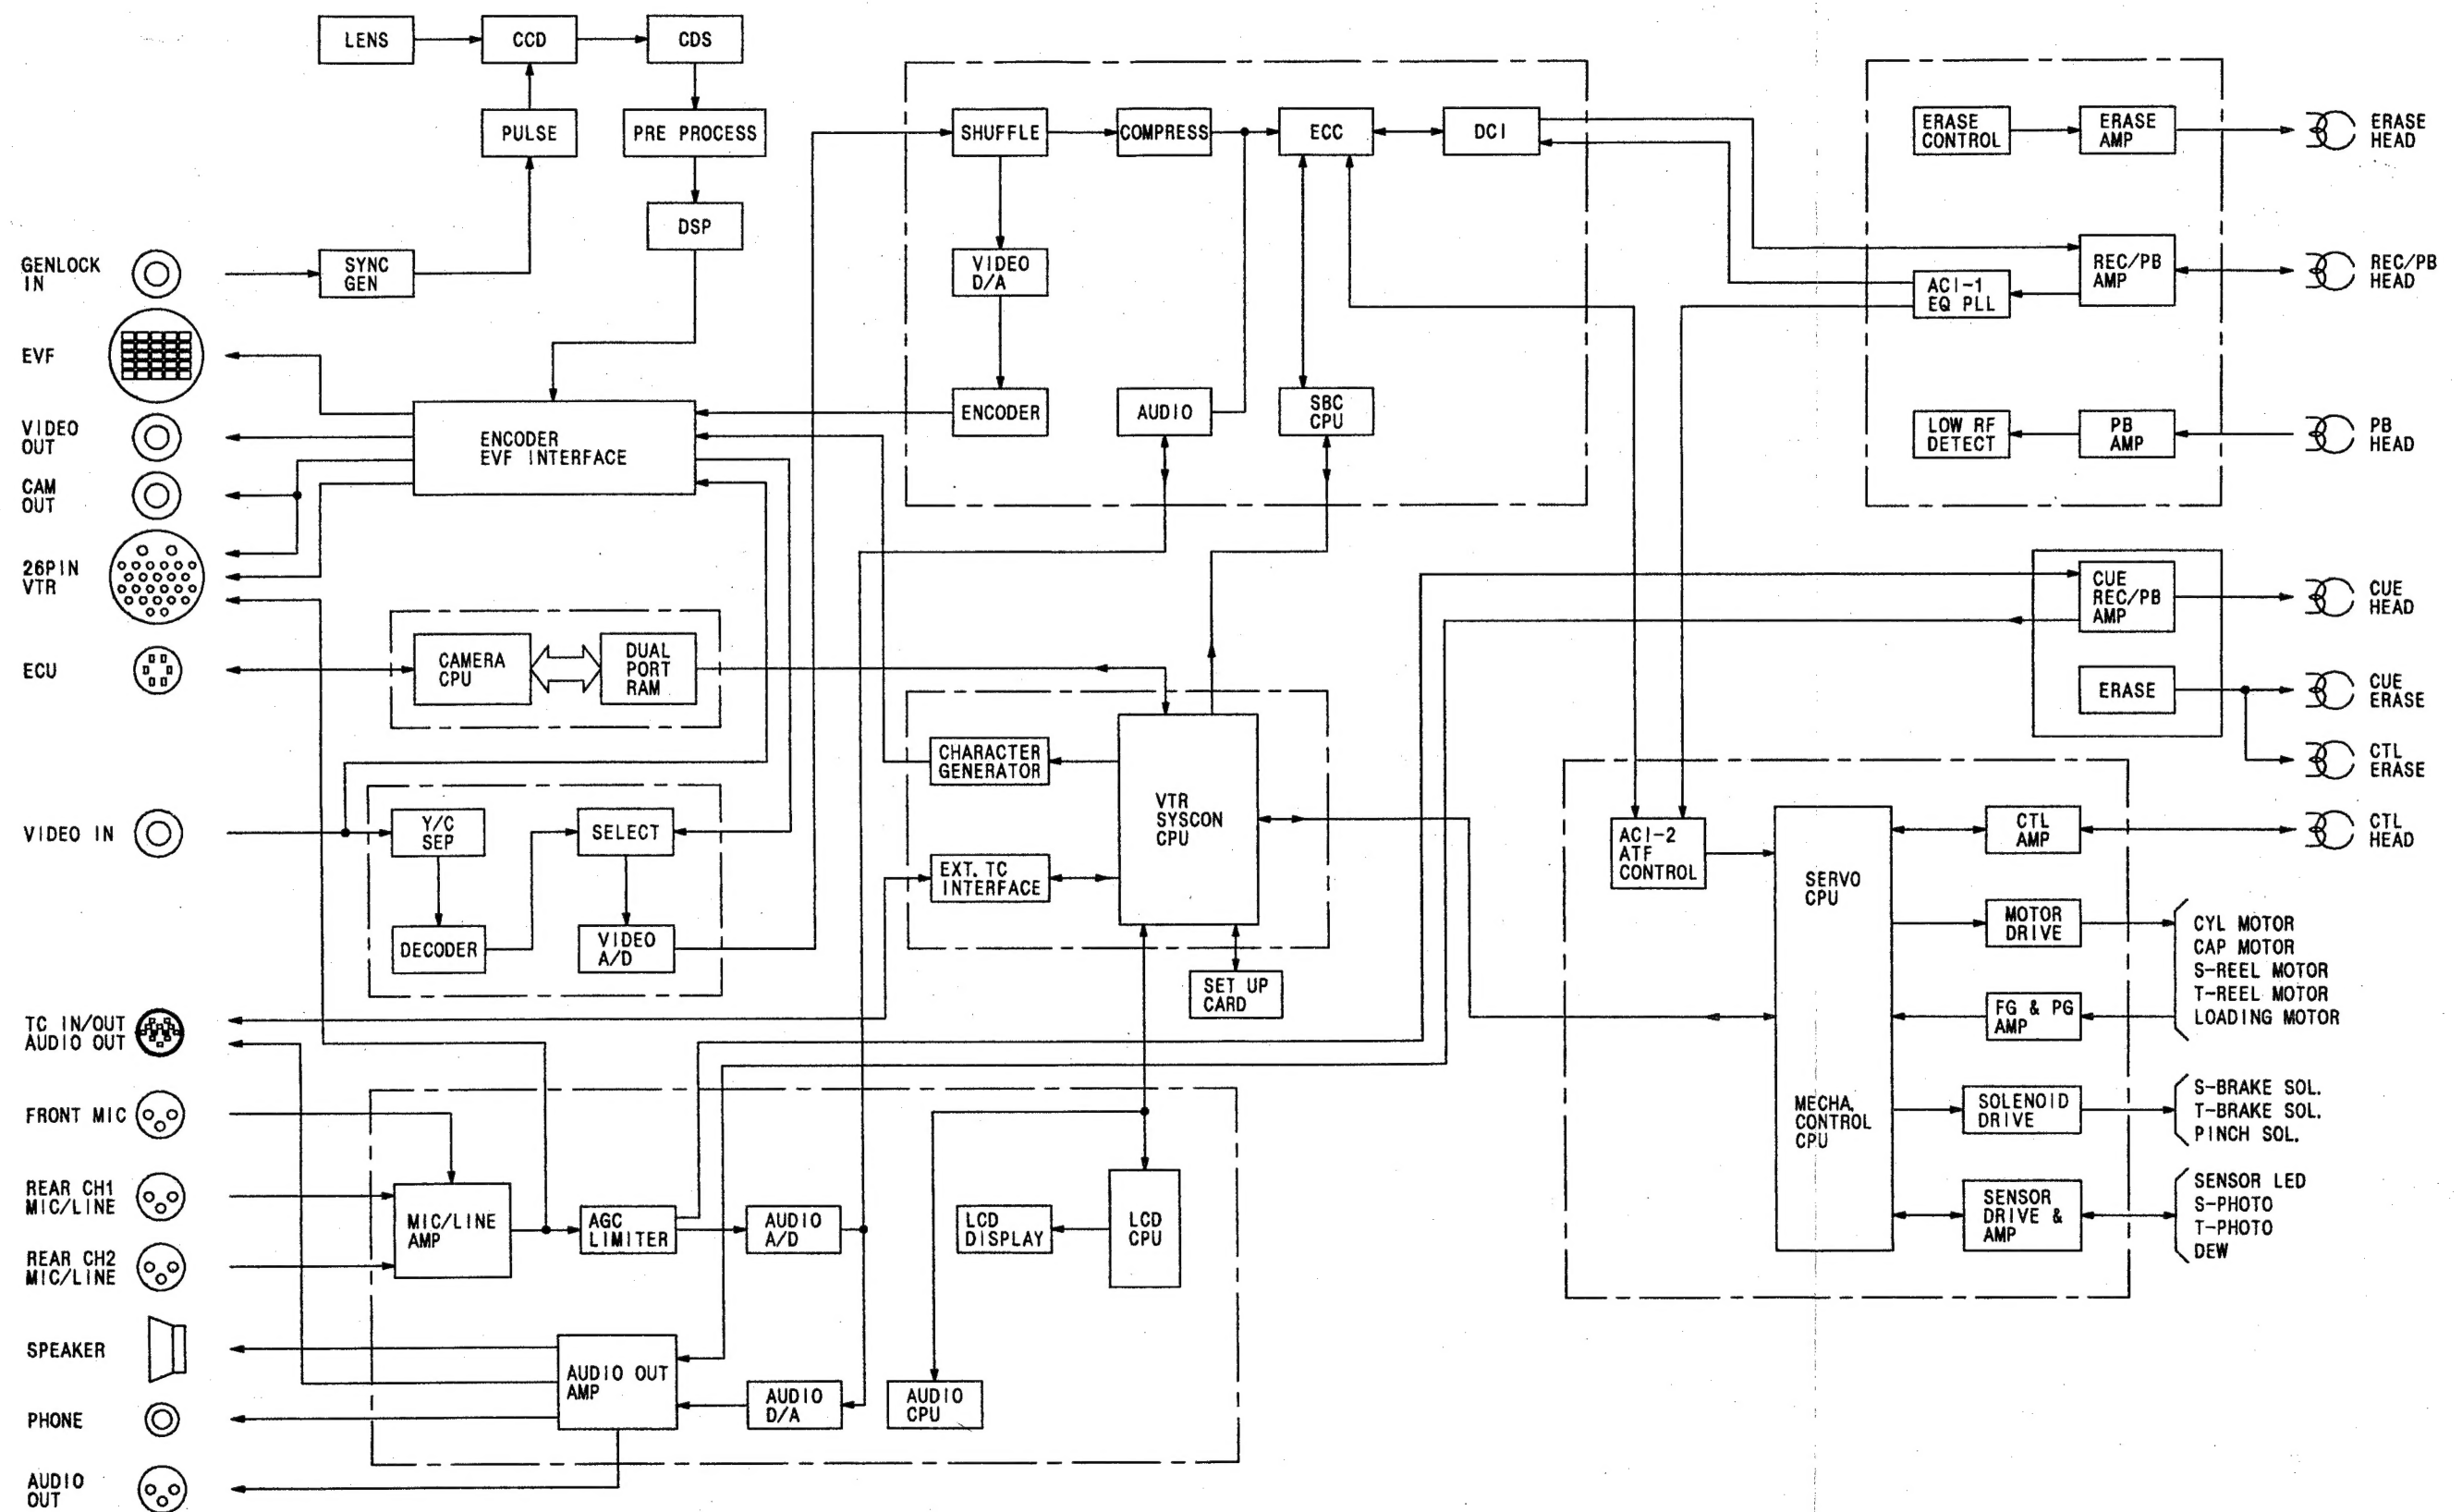 LENS
CCD
CDS
PULSE
PRE PROCESS
DSP
GENLOCK
IN
SYNC
GEN
EVF
VIDEO
OUT
CAM
OUT
26PIN
VTR
ECU
ENCODER
EVF INTERFACE
CAMERA
CPU
DUAL
PORT
RAM
VIDEO IN
Y/C
SEP
SELECT
DECODER
VIDEO
A/D
SHUFFLE
COMPRESS
ECC
DCI
VIDEO
D/A
ENCODER
AUDIO
SBC
CPU
ERASE
CONTROL
ERASE
AMP
ERASE
HEAD
REC/PB
AMP
REC/PB
HEAD
ACI-1
EQ PLL
LOW RF
DETECT
PB
AMP
PB
HEAD
CUE
REC/PB
AMP
CUE
HEAD
ERASE
CUE
ERASE
CTL
ERASE
CHARACTER
GENERATOR
VTR
SYSCON
CPU
EXT. TC
INTERFACE
SET UP
CARD
ACI-2
ATF
CONTROL
SERVO
CPU
MECHA.
CONTROL
CPU
CTL
AMP
CTL
HEAD
MOTOR
DRIVE
CYL MOTOR
CAP MOTOR
S-REEL MOTOR
T-REEL MOTOR
LOADING MOTOR
FG & PG
AMP
SOLENOID
DRIVE
S-BRAKE SOL.
T-BRAKE SOL.
PINCH SOL.
SENSOR
DRIVE &
AMP
SENSOR LED
S-PHOTO
T-PHOTO
DEW
TC IN/OUT
AUDIO OUT
FRONT MIC
REAR CH1
MIC/LINE
REAR CH2
MIC/LINE
SPEAKER
PHONE
AUDIO
OUT
MIC/LINE
AMP
AGC
LIMITER
AUDIO
A/D
LCD
DISPLAY
LCD
CPU
AUDIO OUT
AMP
AUDIO
D/A
AUDIO
CPU